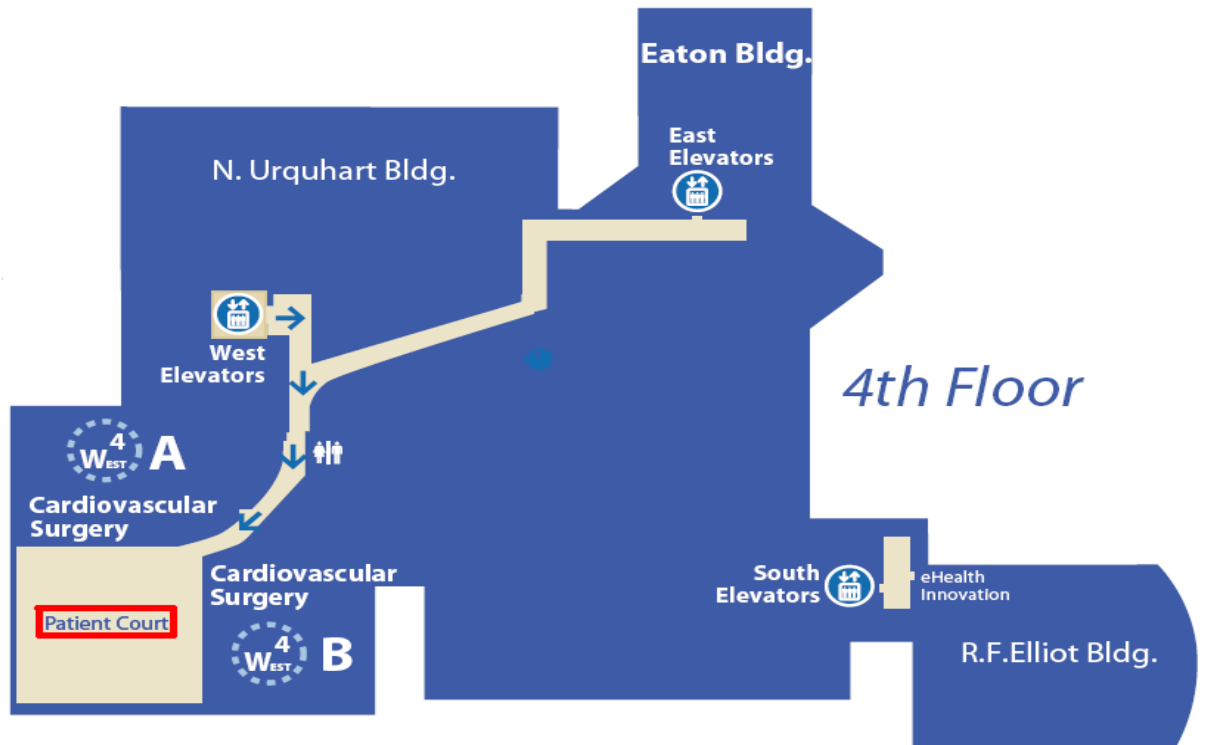 Eaton Bldg.
East
Elevators
N. Urquhart Bldg.
West
Elevators
4th Floor
4
WEST
A
Cardiovascular
Surgery
Patient Court
Cardiovascular
Surgery
4
WEST
B
South
Elevators
eHealth
Innovation
R.F.Elliot Bldg.